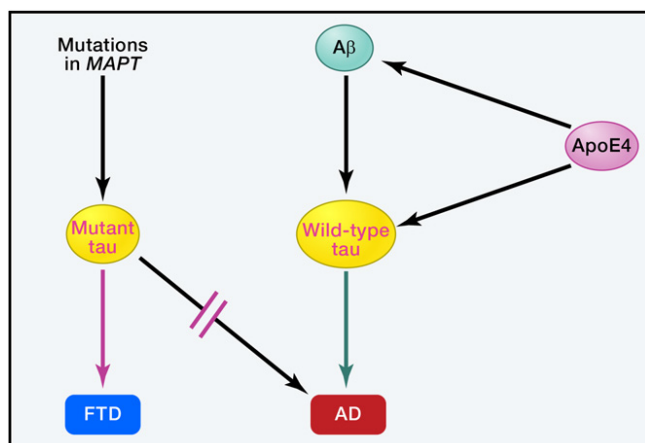 Mutations
in MAPT
Aβ
ApoE4
Mutant
tau
Wild-type
tau
FTD
AD